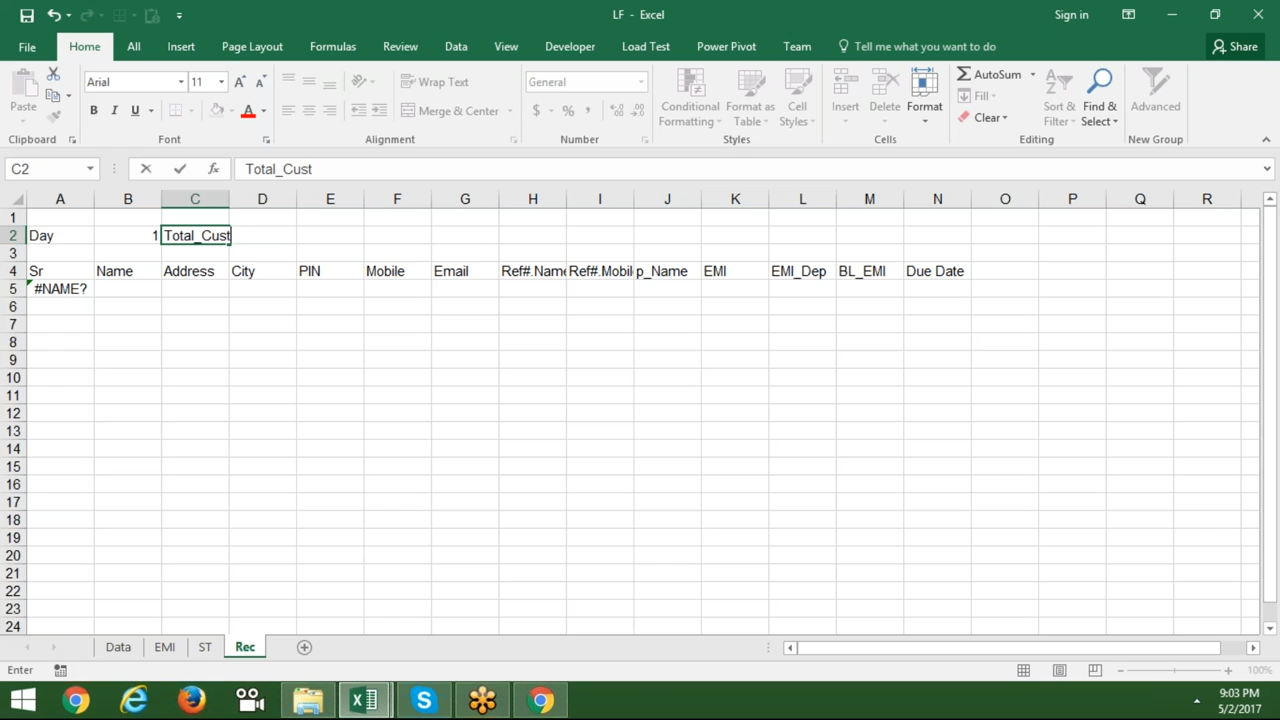 LF - Excel
Sign in
File Home All Insert Page Layout Formulas Review Data View Developer Load Test Power Pivot Team Tell me what you want to do Share
Paste
Arial 11
B I U
Wrap Text
Merge & Center
General
$ % ,
Conditional Formatting
Format as Table
Cell Styles
Insert
Delete
Format
AutoSum
Fill
Clear
Sort & Filter
Find & Select
Advanced
Clipboard Font Alignment Number Styles Cells Editing New Group
C2 fx Total_Cust
A B C D E F G H I J K L M N O P Q R
1
2 Day 1 Total_Cust
3
4 Sr Name Address City PIN Mobile Email Ref#.Name Ref#.Mobil p_Name EMI EMI_Dep BL_EMI Due Date
5 #NAME?
6
7
8
9
10
11
12
13
14
15
16
17
18
19
20
21
22
23
24
Data EMI ST Rec
Enter 100%
9:03 PM
5/2/2017